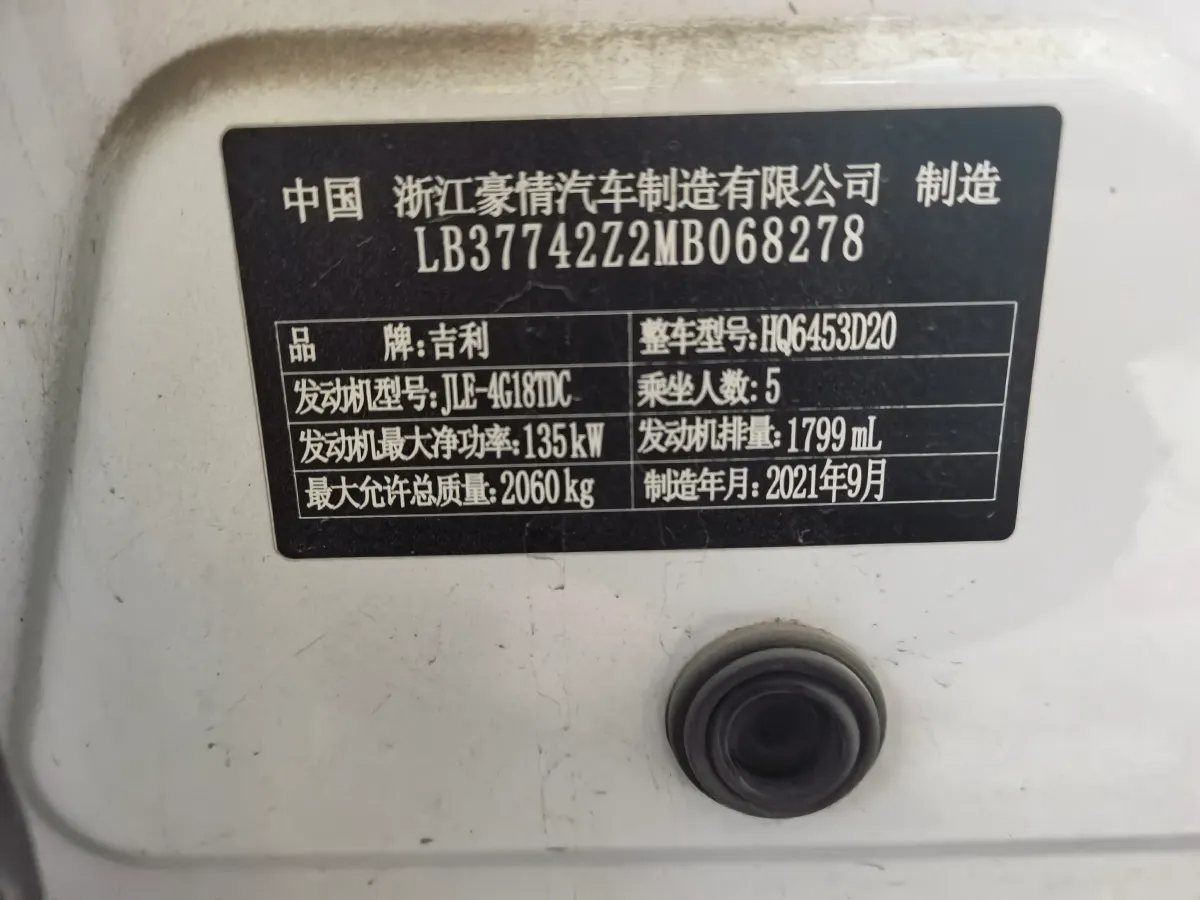 中国 浙江豪情汽车制造有限公司 制造
LB37742Z2MB068278
品 牌:吉利 整车型号:HQ6453D20
发动机型号:JLE-4G18TDC 乘坐人数:5
发动机最大净功率:135kW 发动机排量:1799mL
最大允许总质量:2060kg 制造年月:2021年9月